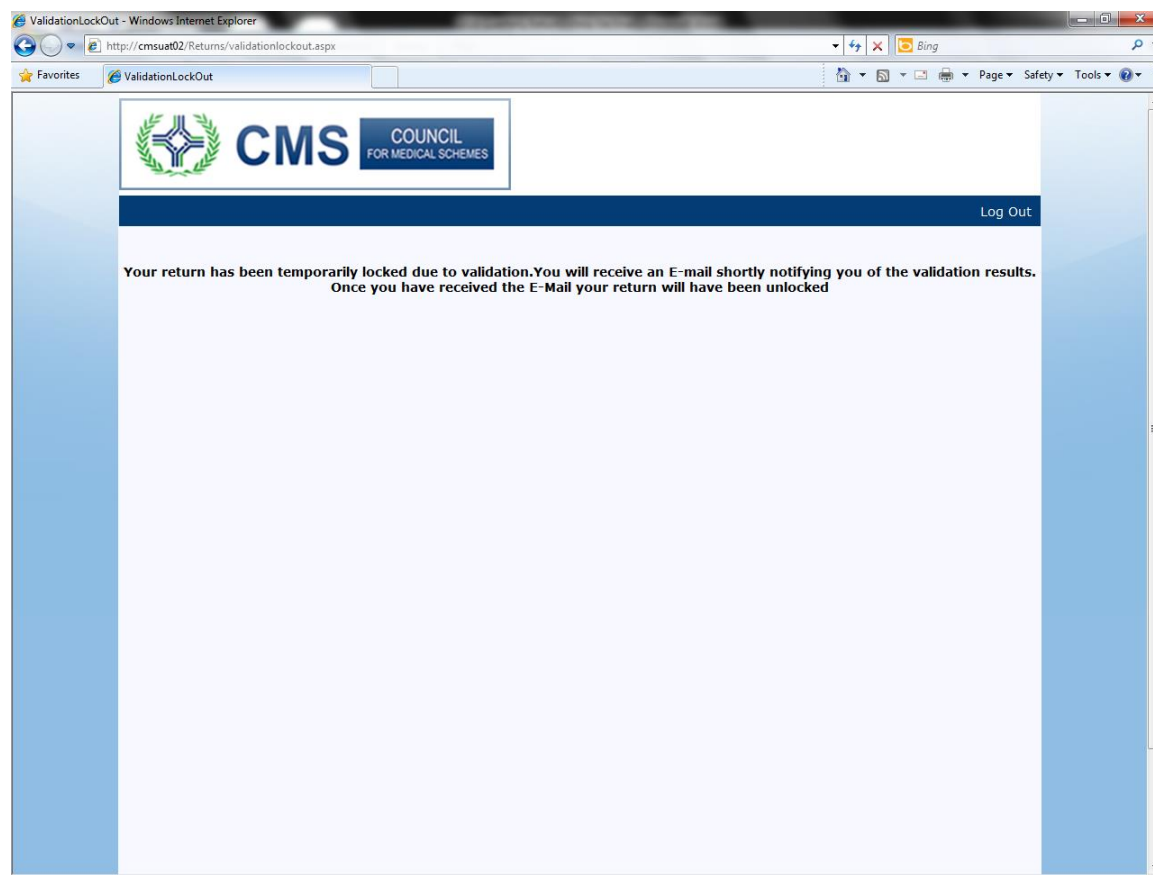 ValidationLockOut - Windows Internet Explorer
http://cmsuat02/Returns/validationlockout.aspx
Bing
Favorites
ValidationLockOut
Page
Safety
Tools
CMS
COUNCIL
FOR MEDICAL SCHEMES
Log Out
Your return has been temporarily locked due to validation.You will receive an E-mail shortly notifying you of the validation results.
Once you have received the E-Mail your return will have been unlocked